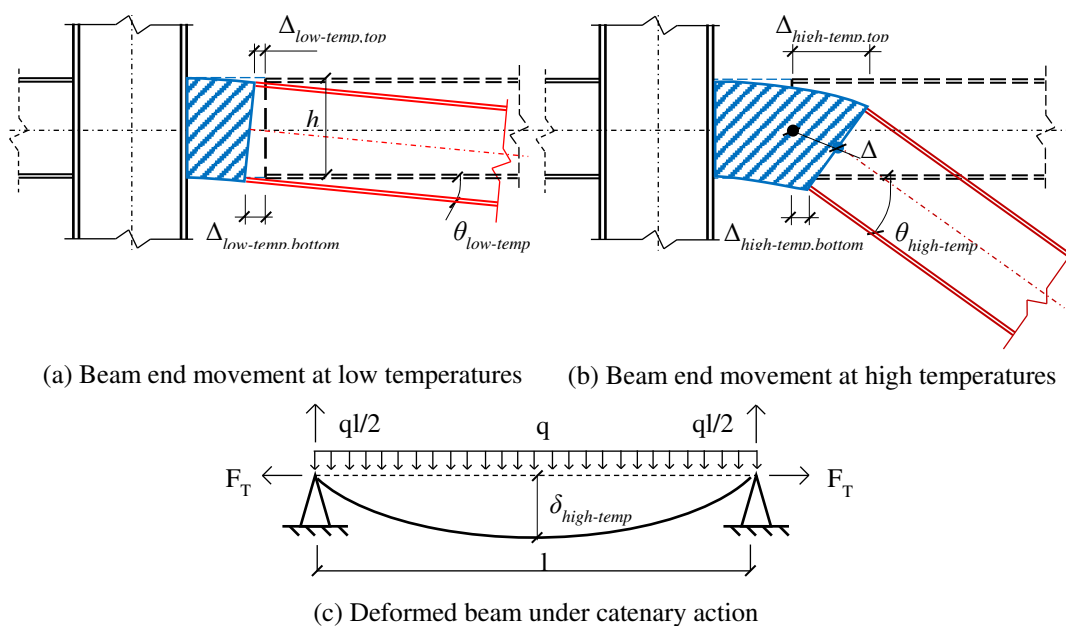 Δlow-temp,top
h
θlow-temp
Δlow-temp,bottom
Δhigh-temp,top
Δ
Δhigh-temp,bottom
θhigh-temp
(a) Beam end movement at low temperatures
(b) Beam end movement at high temperatures
ql/2 q ql/2
FT FT
δhigh-temp
l
(c) Deformed beam under catenary action